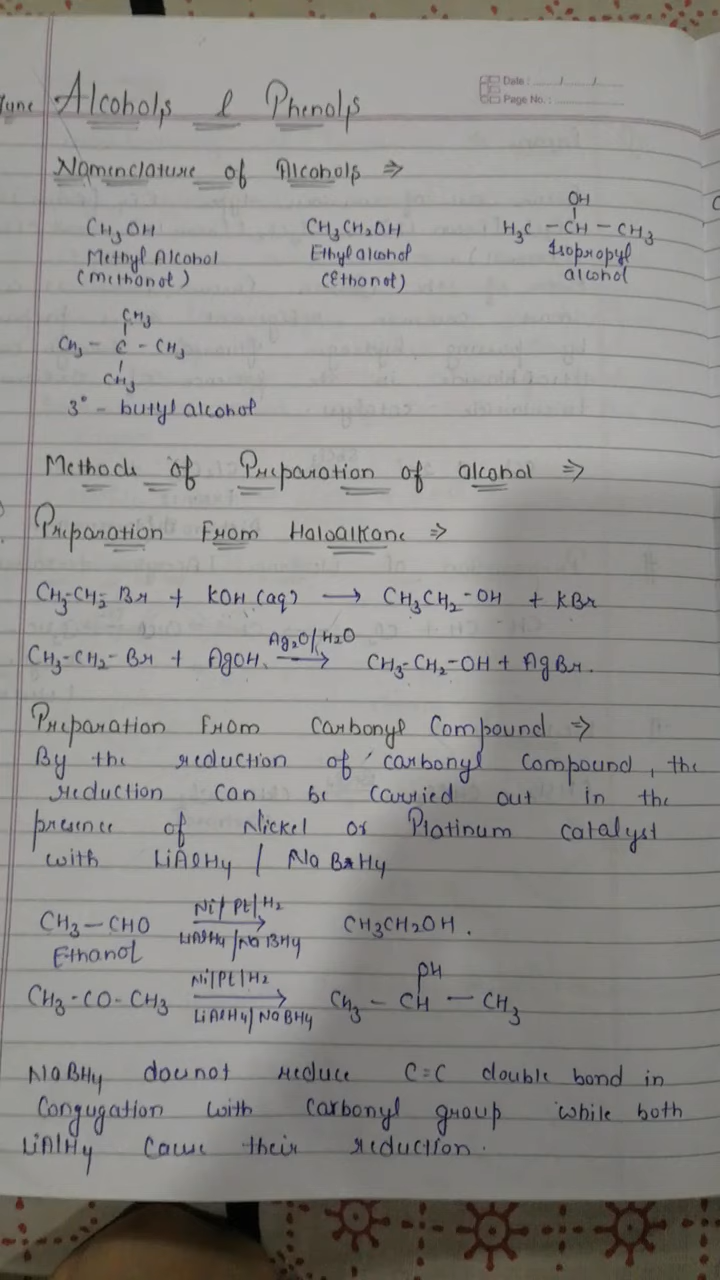 June Alcohols & Phenols
Date : ....../....../......
Page No. :
Nomenclature of Alcohols ⇒
OH
CH3OH CH3CH2OH H3C - CH - CH3
Methyl Alcohol Ethyl alcohol Isopropyl
(methanol) (Ethanol) alcohol
CH3
CH3 - C - CH3
CH3
3° - butyl alcohol
Methods of Preparation of alcohol ⇒
Preparation From Haloalkane ⇒
CH3-CH2-Br + KOH (aq) ⟶ CH3CH2-OH + KBr
CH3-CH2-Br + AgOH. Ag2O/H2O ⟶ CH3-CH2-OH + AgBr.
Preparation From Carbonyl Compound ⇒
By the reduction of carbonyl compound, the
reduction can be carried out in the
presence of Nickel or Platinum catalyst
with LiAlH4 / NaBH4
CH3-CHO Ni/Pt/H2 ⟶ LiAlH4/NaBH4 CH3CH2OH.
Ethanol
OH
CH3-CO-CH3 Ni/Pt/H2 ⟶ LiAlH4/NaBH4 CH3 - CH - CH3
NaBH4 dounot reduce C=C double bond in
Congugation with carbonyl group while both
LiAlH4 Cause their reduction.